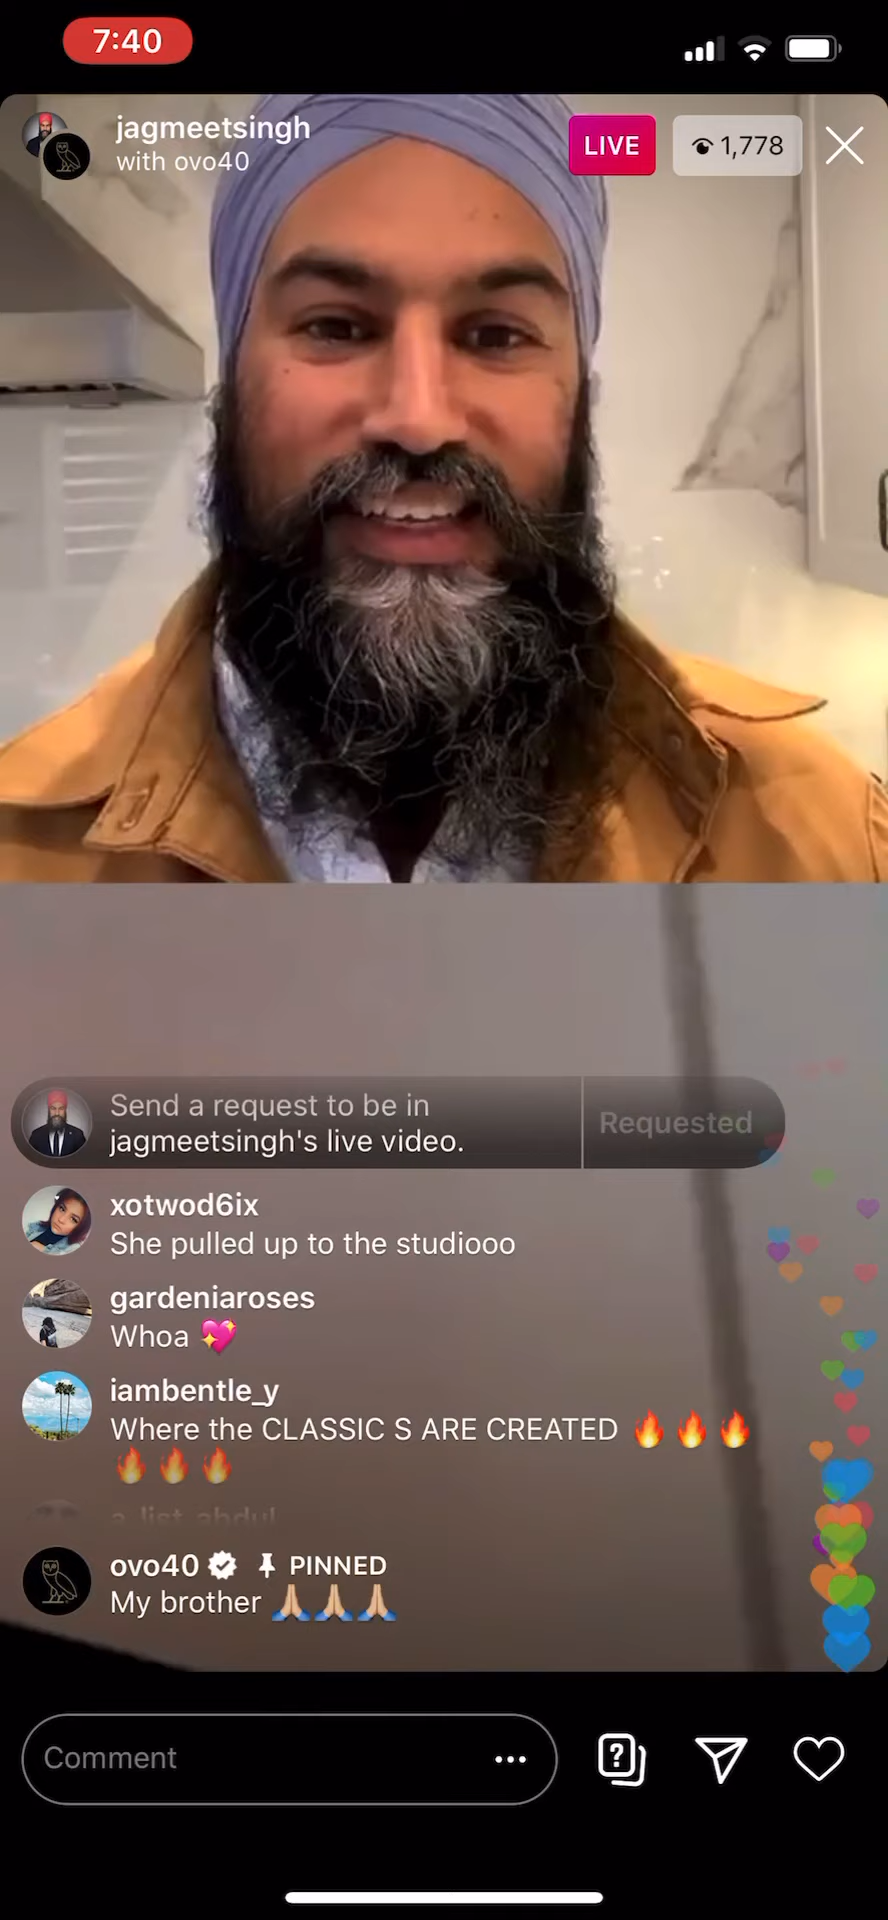 7:40
jagmeetsingh
with ovo40
LIVE
1,778
Send a request to be in
jagmeetsingh's live video.
Requested
xotwod6ix
She pulled up to the studiooo
gardeniaroses
Whoa 💖
iambentle_y
Where the CLASSIC S ARE CREATED 🔥🔥🔥
🔥🔥🔥
a_list_abdul
ovo40 PINNED
My brother 🙏🏼🙏🏼🙏🏼
Comment